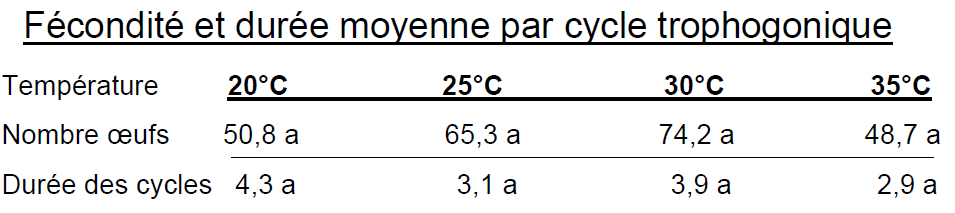 Fécondité et durée moyenne par cycle trophogonique
Température 20°C 25°C 30°C 35°C
Nombre œufs 50,8 a 65,3 a 74,2 a 48,7 a
Durée des cycles 4,3 a 3,1 a 3,9 a 2,9 a